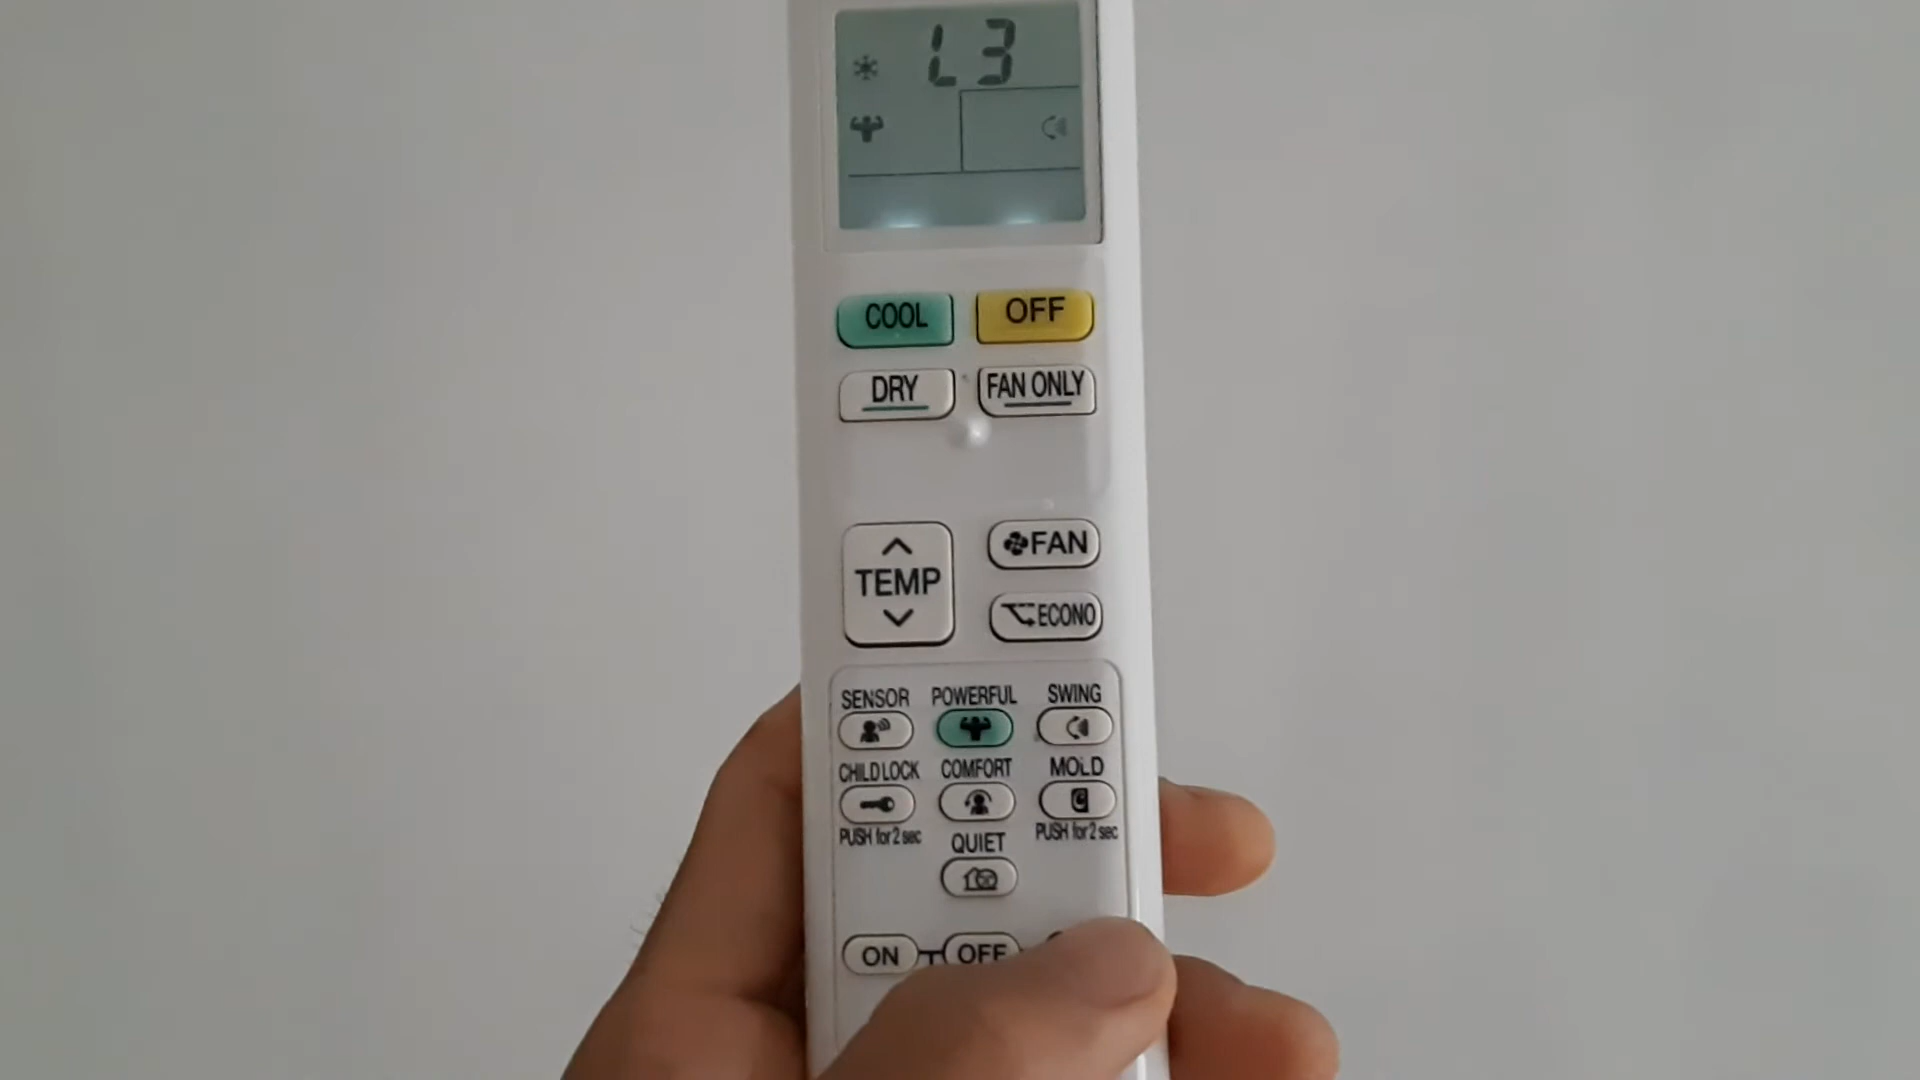 L3
COOL OFF
DRY FAN ONLY
TEMP
FAN
ECONO
SENSOR POWERFUL SWING
CHILD LOCK COMFORT MOLD
PUSH for 2 sec PUSH for 2 sec
QUIET
ON OFF